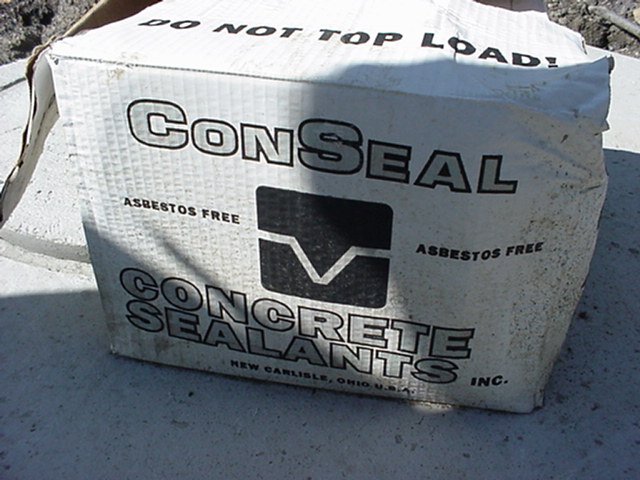 DO NOT TOP LOAD!
CONSEAL
ASBESTOS FREE
ASBESTOS FREE
CONCRETE
SEALANTS INC.
NEW CARLISLE, OHIO U.S.A.